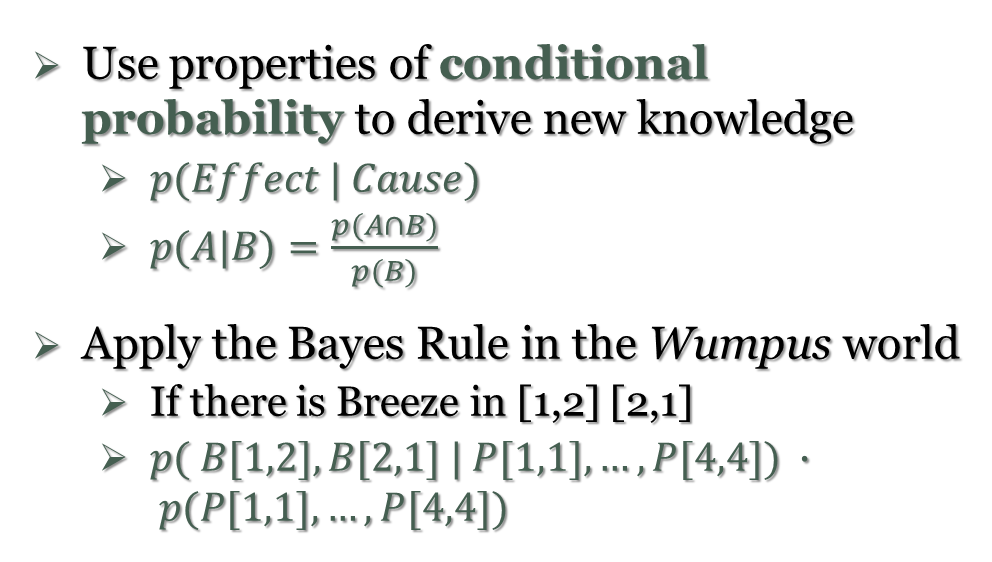 ➢ Use properties of conditional
probability to derive new knowledge
➢ p(Effect | Cause)
➢ p(A|B) = p(A∩B) / p(B)
➢ Apply the Bayes Rule in the Wumpus world
➢ If there is Breeze in [1,2] [2,1]
➢ p( B[1,2], B[2,1] | P[1,1], … , P[4,4]) ·
p(P[1,1], … , P[4,4])